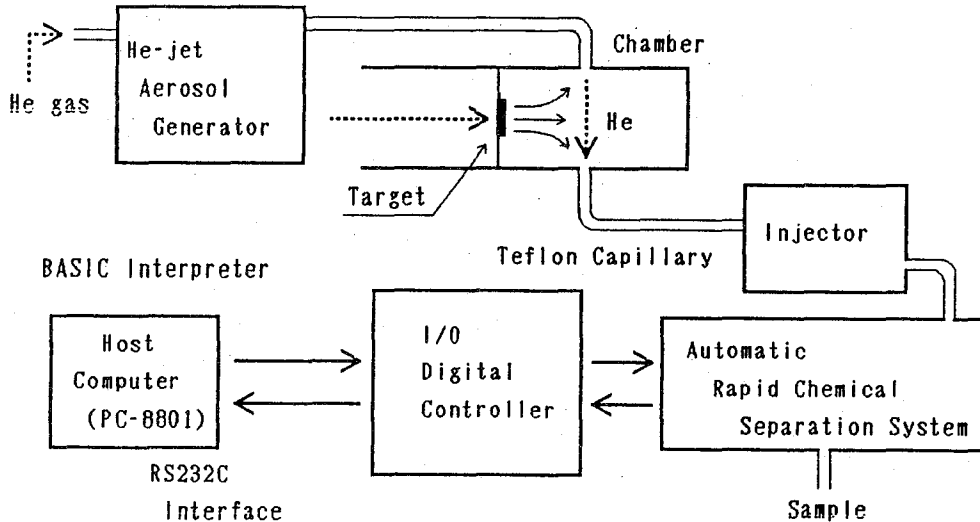 He gas
He-jet
Aerosol
Generator
Chamber
He
Target
Teflon Capillary
Injector
BASIC Interpreter
Host
Computer
(PC-8801)
RS232C
Interface
I/O
Digital
Controller
Automatic
Rapid Chemical
Separation System
Sample